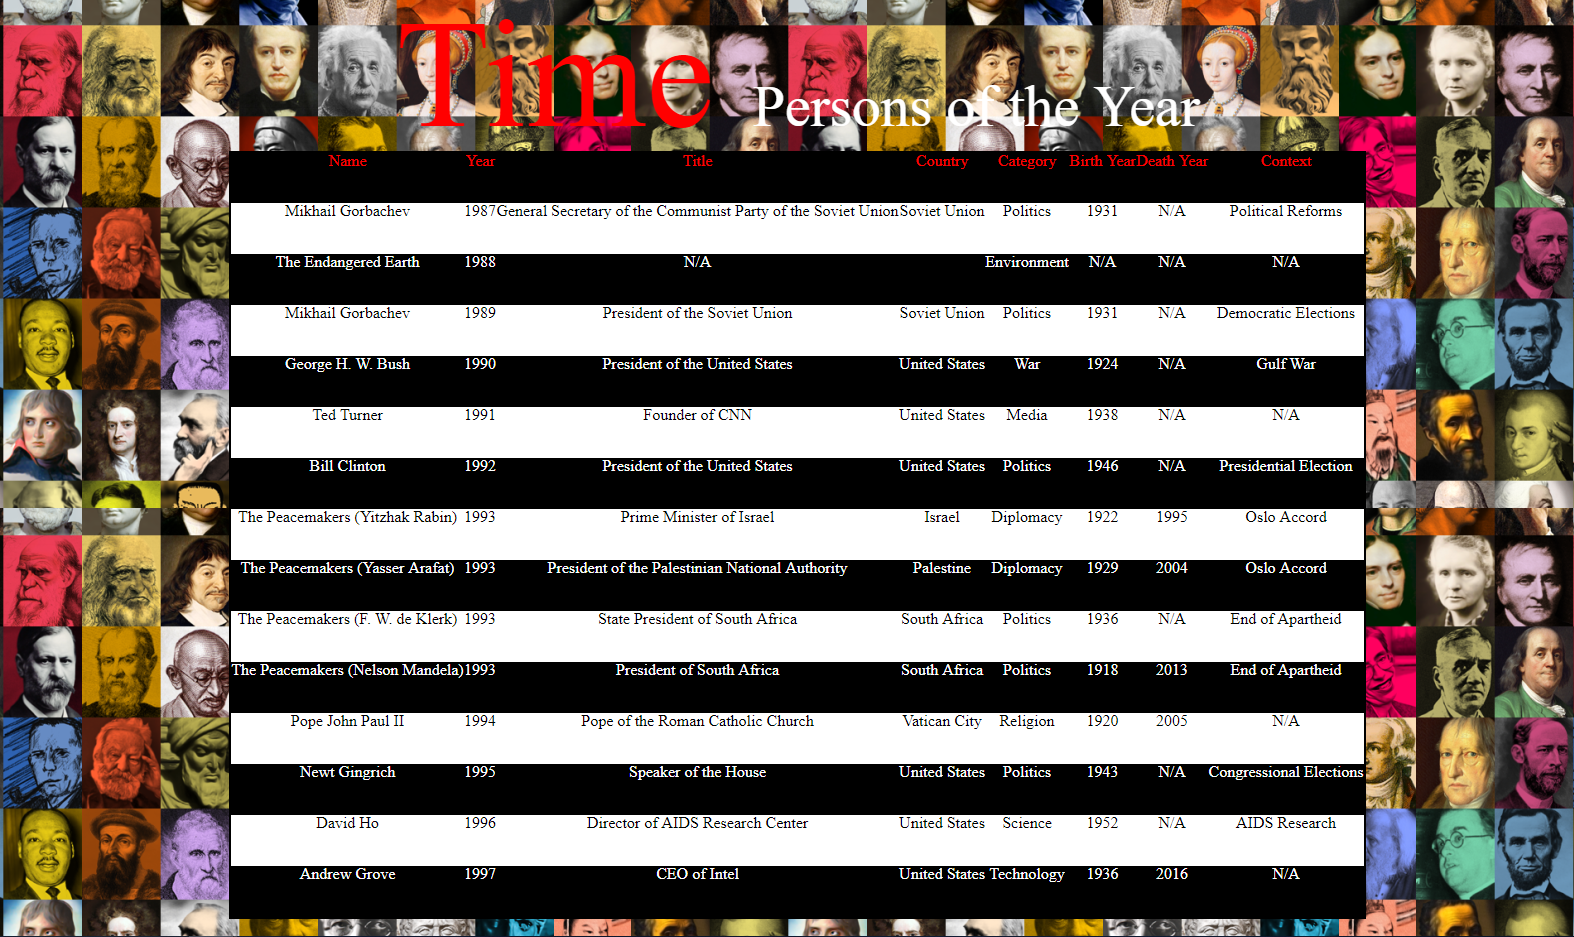 Time Persons of the Year
Name Year Title Country Category Birth Year Death Year Context
Mikhail Gorbachev 1987 General Secretary of the Communist Party of the Soviet Union Soviet Union Politics 1931 N/A Political Reforms
The Endangered Earth 1988 N/A Environment N/A N/A N/A
Mikhail Gorbachev 1989 President of the Soviet Union Soviet Union Politics 1931 N/A Democratic Elections
George H. W. Bush 1990 President of the United States United States War 1924 N/A Gulf War
Ted Turner 1991 Founder of CNN United States Media 1938 N/A N/A
Bill Clinton 1992 President of the United States United States Politics 1946 N/A Presidential Election
The Peacemakers (Yitzhak Rabin) 1993 Prime Minister of Israel Israel Diplomacy 1922 1995 Oslo Accord
The Peacemakers (Yasser Arafat) 1993 President of the Palestinian National Authority Palestine Diplomacy 1929 2004 Oslo Accord
The Peacemakers (F. W. de Klerk) 1993 State President of South Africa South Africa Politics 1936 N/A End of Apartheid
The Peacemakers (Nelson Mandela) 1993 President of South Africa South Africa Politics 1918 2013 End of Apartheid
Pope John Paul II 1994 Pope of the Roman Catholic Church Vatican City Religion 1920 2005 N/A
Newt Gingrich 1995 Speaker of the House United States Politics 1943 N/A Congressional Elections
David Ho 1996 Director of AIDS Research Center United States Science 1952 N/A AIDS Research
Andrew Grove 1997 CEO of Intel United States Technology 1936 2016 N/A